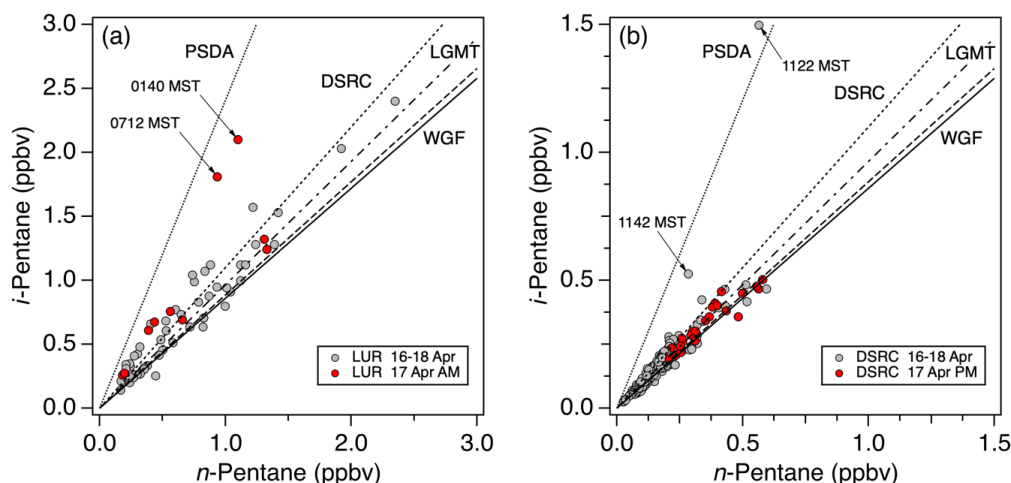 (a)
3.0
2.5
2.0
1.5
1.0
0.5
0.0
i-Pentane (ppbv)
PSDA
0140 MST
0712 MST
DSRC
LGMT
WGF
LUR 16-18 Apr
LUR 17 Apr AM
0.0 1.0 2.0 3.0
n-Pentane (ppbv)
(b)
1.5
1.0
0.5
0.0
i-Pentane (ppbv)
PSDA
1122 MST
LGMT
DSRC
WGF
1142 MST
DSRC 16-18 Apr
DSRC 17 Apr PM
0.0 0.5 1.0 1.5
n-Pentane (ppbv)